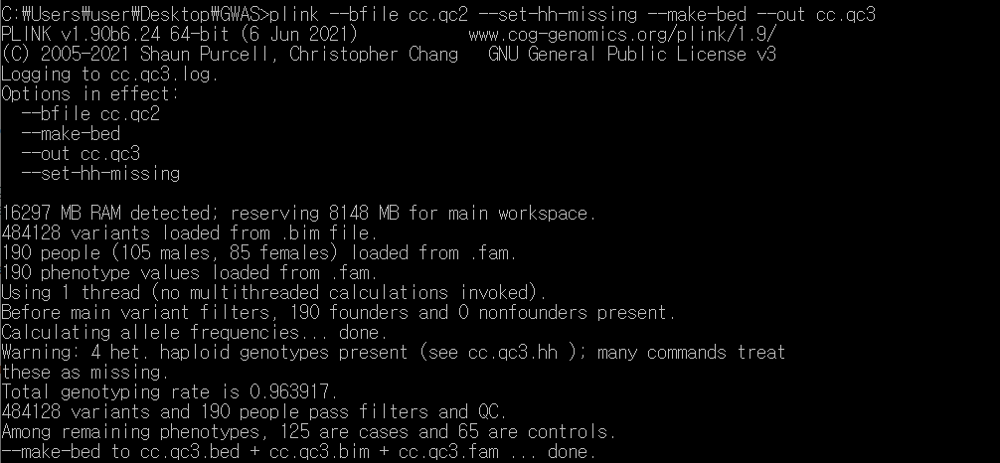 C:₩Users₩user₩Desktop₩GWAS>plink --bfile cc.qc2 --set-hh-missing --make-bed --out cc.qc3
PLINK v1.90b6.24 64-bit (6 Jun 2021)           www.cog-genomics.org/plink/1.9/
(C) 2005-2021 Shaun Purcell, Christopher Chang   GNU General Public License v3
Logging to cc.qc3.log.
Options in effect:
  --bfile cc.qc2
  --make-bed
  --out cc.qc3
  --set-hh-missing

16297 MB RAM detected; reserving 8148 MB for main workspace.
484128 variants loaded from .bim file.
190 people (105 males, 85 females) loaded from .fam.
190 phenotype values loaded from .fam.
Using 1 thread (no multithreaded calculations invoked).
Before main variant filters, 190 founders and 0 nonfounders present.
Calculating allele frequencies... done.
Warning: 4 het. haploid genotypes present (see cc.qc3.hh ); many commands treat
these as missing.
Total genotyping rate is 0.963917.
484128 variants and 190 people pass filters and QC.
Among remaining phenotypes, 125 are cases and 65 are controls.
--make-bed to cc.qc3.bed + cc.qc3.bim + cc.qc3.fam ... done.